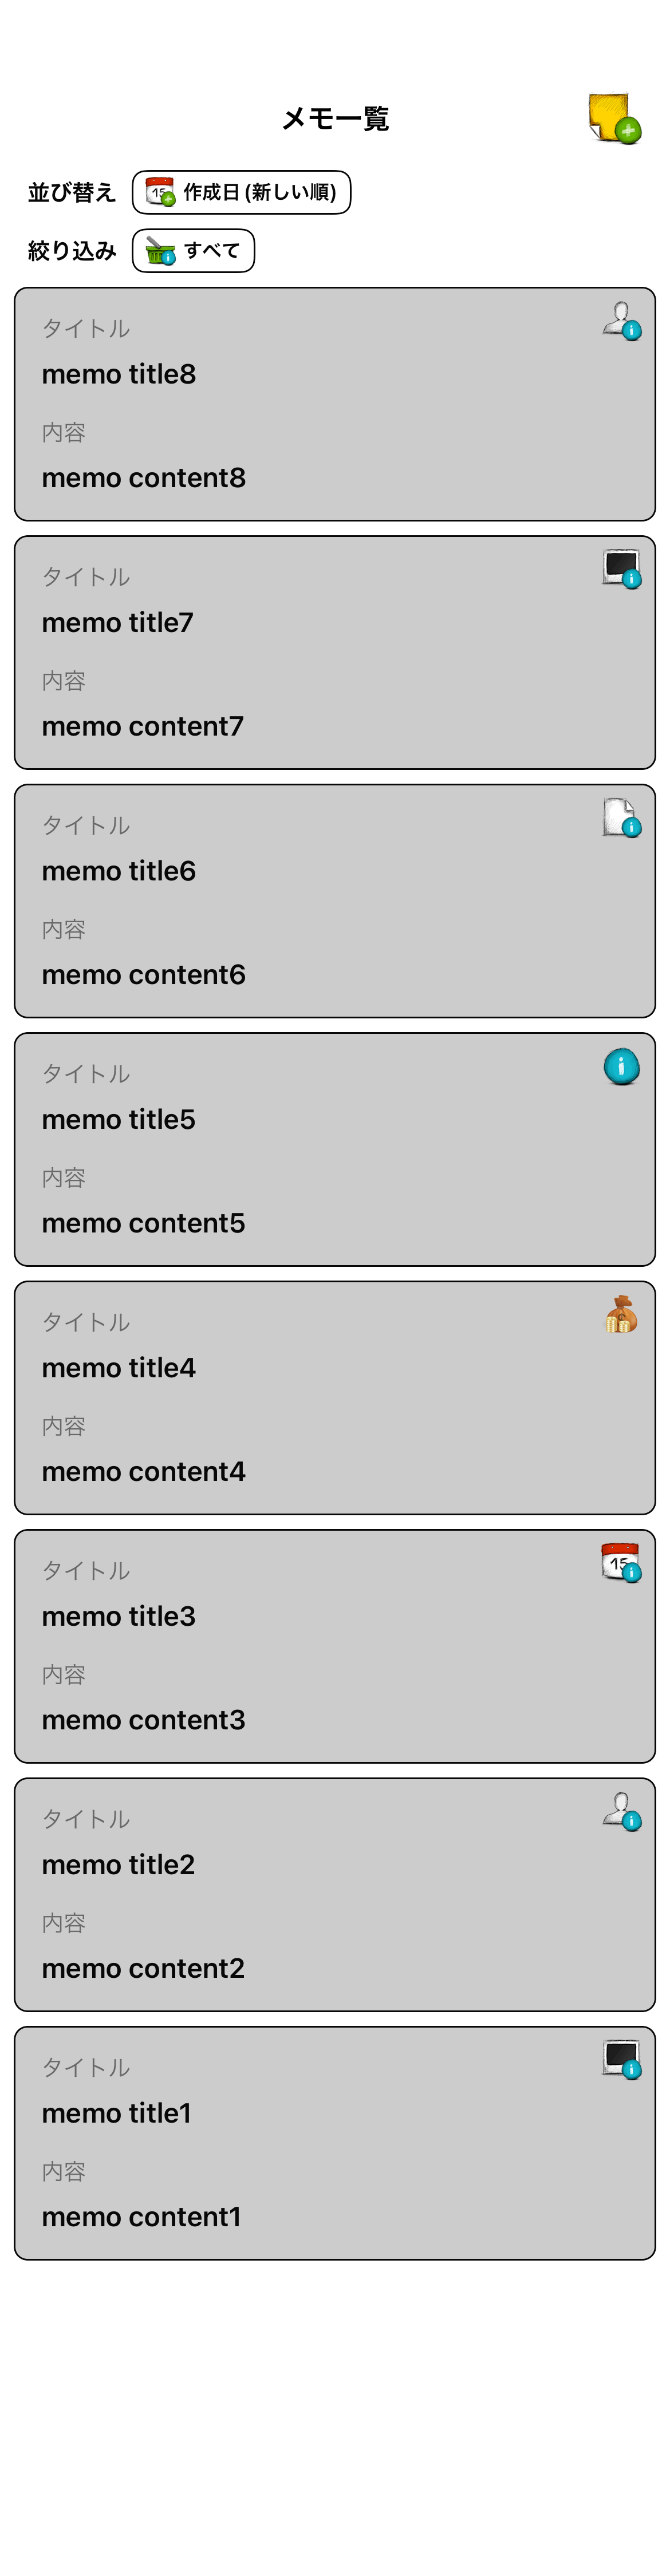 メモ一覧
並び替え 15 作成日 (新しい順)
絞り込み すべて
タイトル
memo title8
内容
memo content8
タイトル
memo title7
内容
memo content7
タイトル
memo title6
内容
memo content6
タイトル
memo title5
内容
memo content5
タイトル
memo title4
内容
memo content4
タイトル
15
memo title3
内容
memo content3
タイトル
memo title2
内容
memo content2
タイトル
memo title1
内容
memo content1